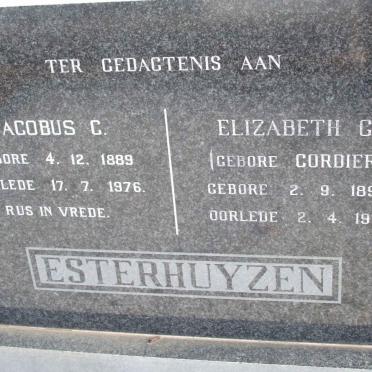 TER GEDAGTENIS AAN
ACOBUS C.
ORE 4. 12. 1889
LEDE 17. 7. 1976.
RUS IN VREDE.
ELIZABETH C
(GEBORE CORDIER
GEBORE 2. 9. 189
OORLEDE 2. 4. 19
ESTERHUYZEN